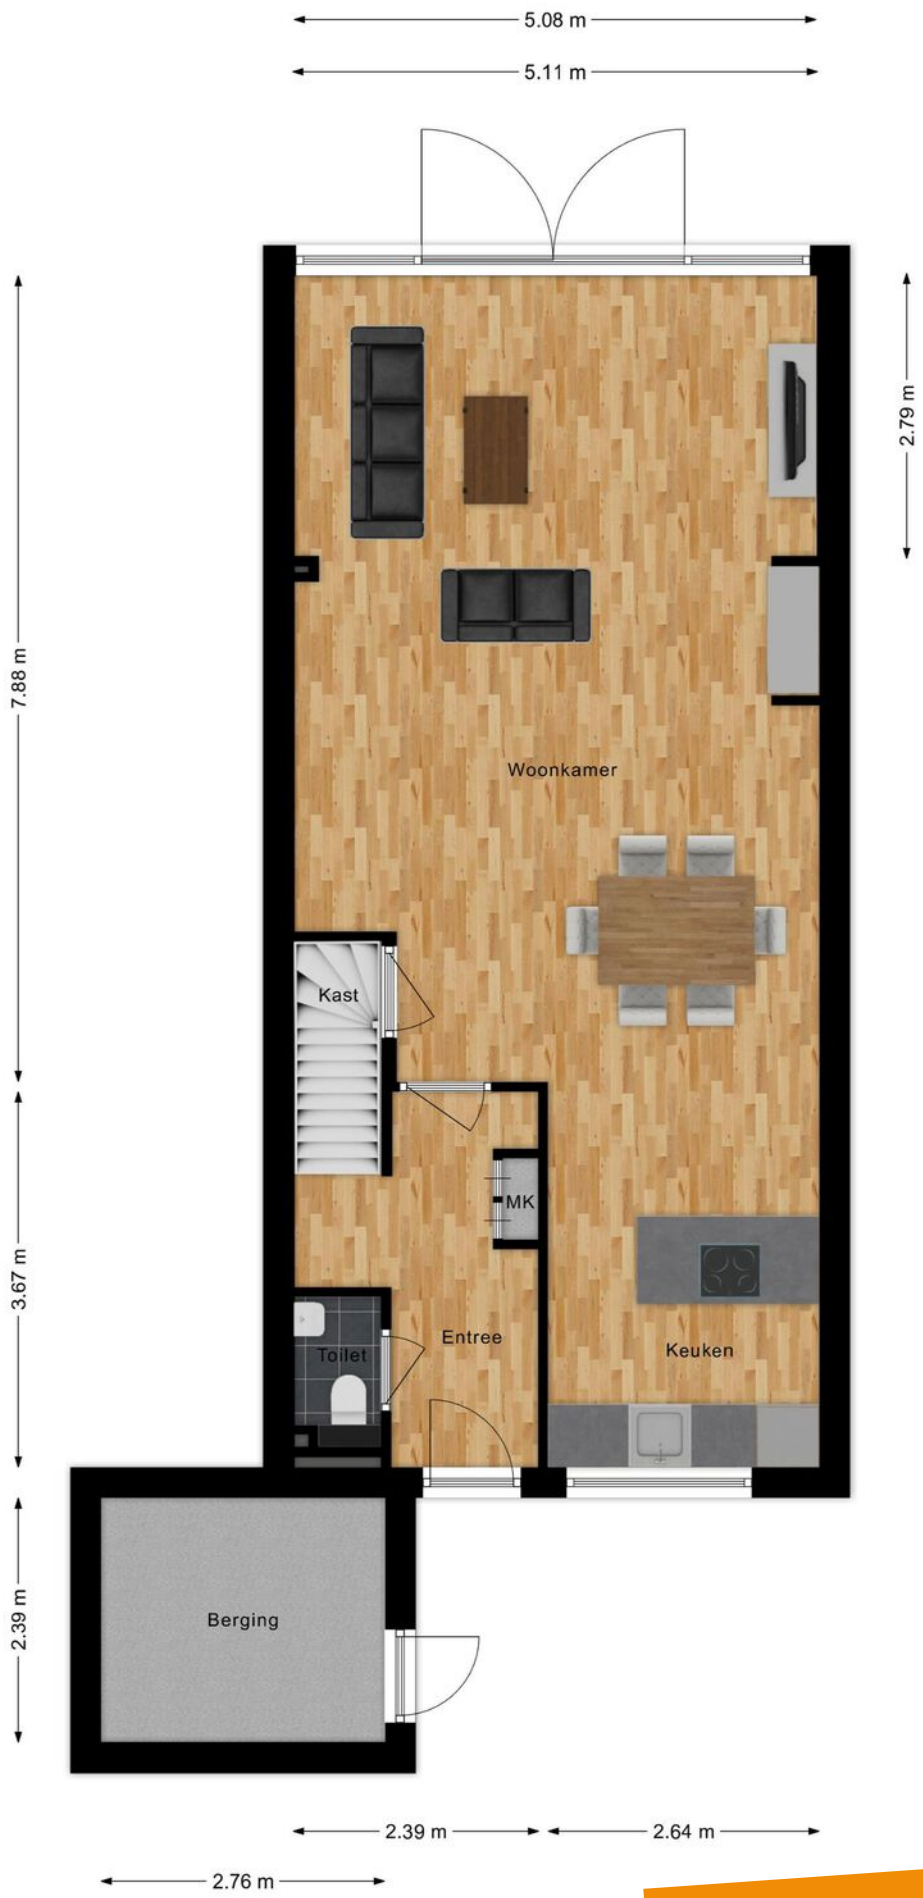 5.08 m
5.11 m
2.79 m
7.88 m
Woonkamer
Kast
MK
3.67 m
Entree
Keuken
Toilet
2.39 m
Berging
2.39 m
2.64 m
2.76 m